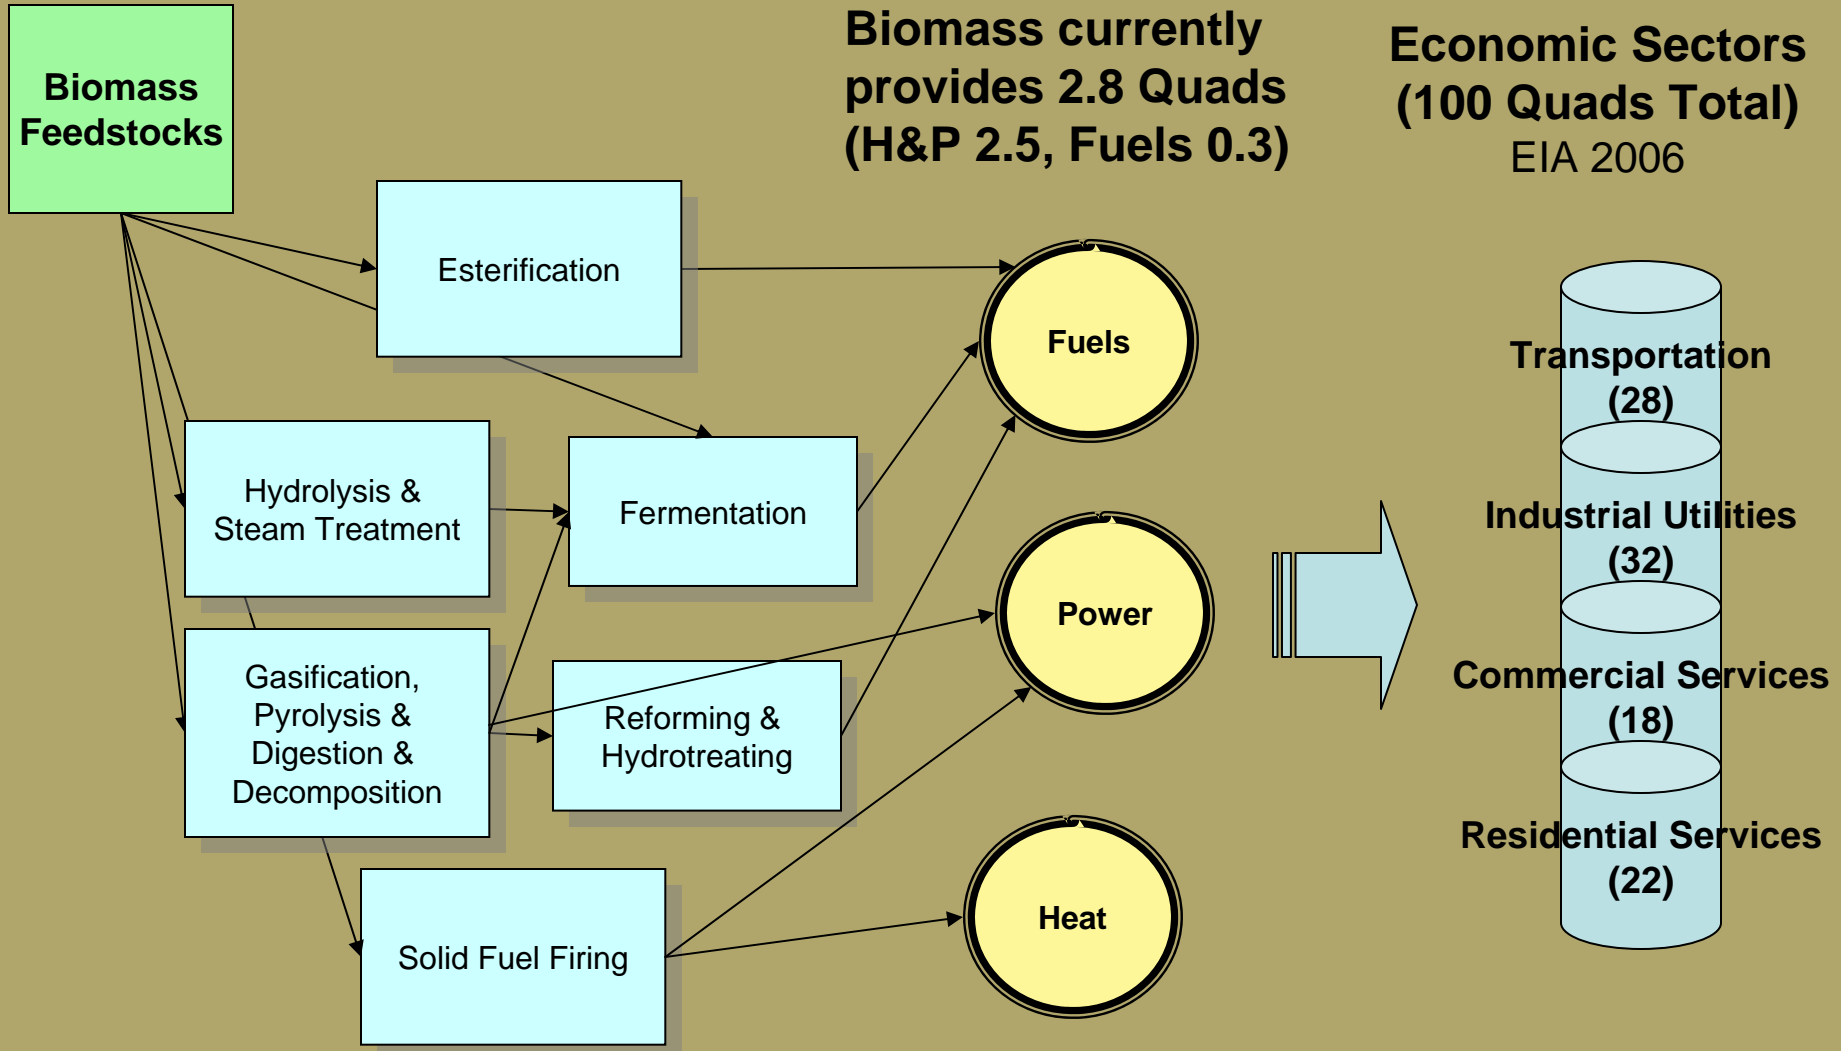 Biomass
Feedstocks
Biomass currently
provides 2.8 Quads
(H&P 2.5, Fuels 0.3)
Economic Sectors
(100 Quads Total)
EIA 2006
Esterification
Fuels
Transportation
(28)
Hydrolysis &
Steam Treatment
Fermentation
Industrial Utilities
(32)
Power
Gasification,
Pyrolysis &
Digestion &
Decomposition
Reforming &
Hydrotreating
Commercial Services
(18)
Residential Services
(22)
Solid Fuel Firing
Heat